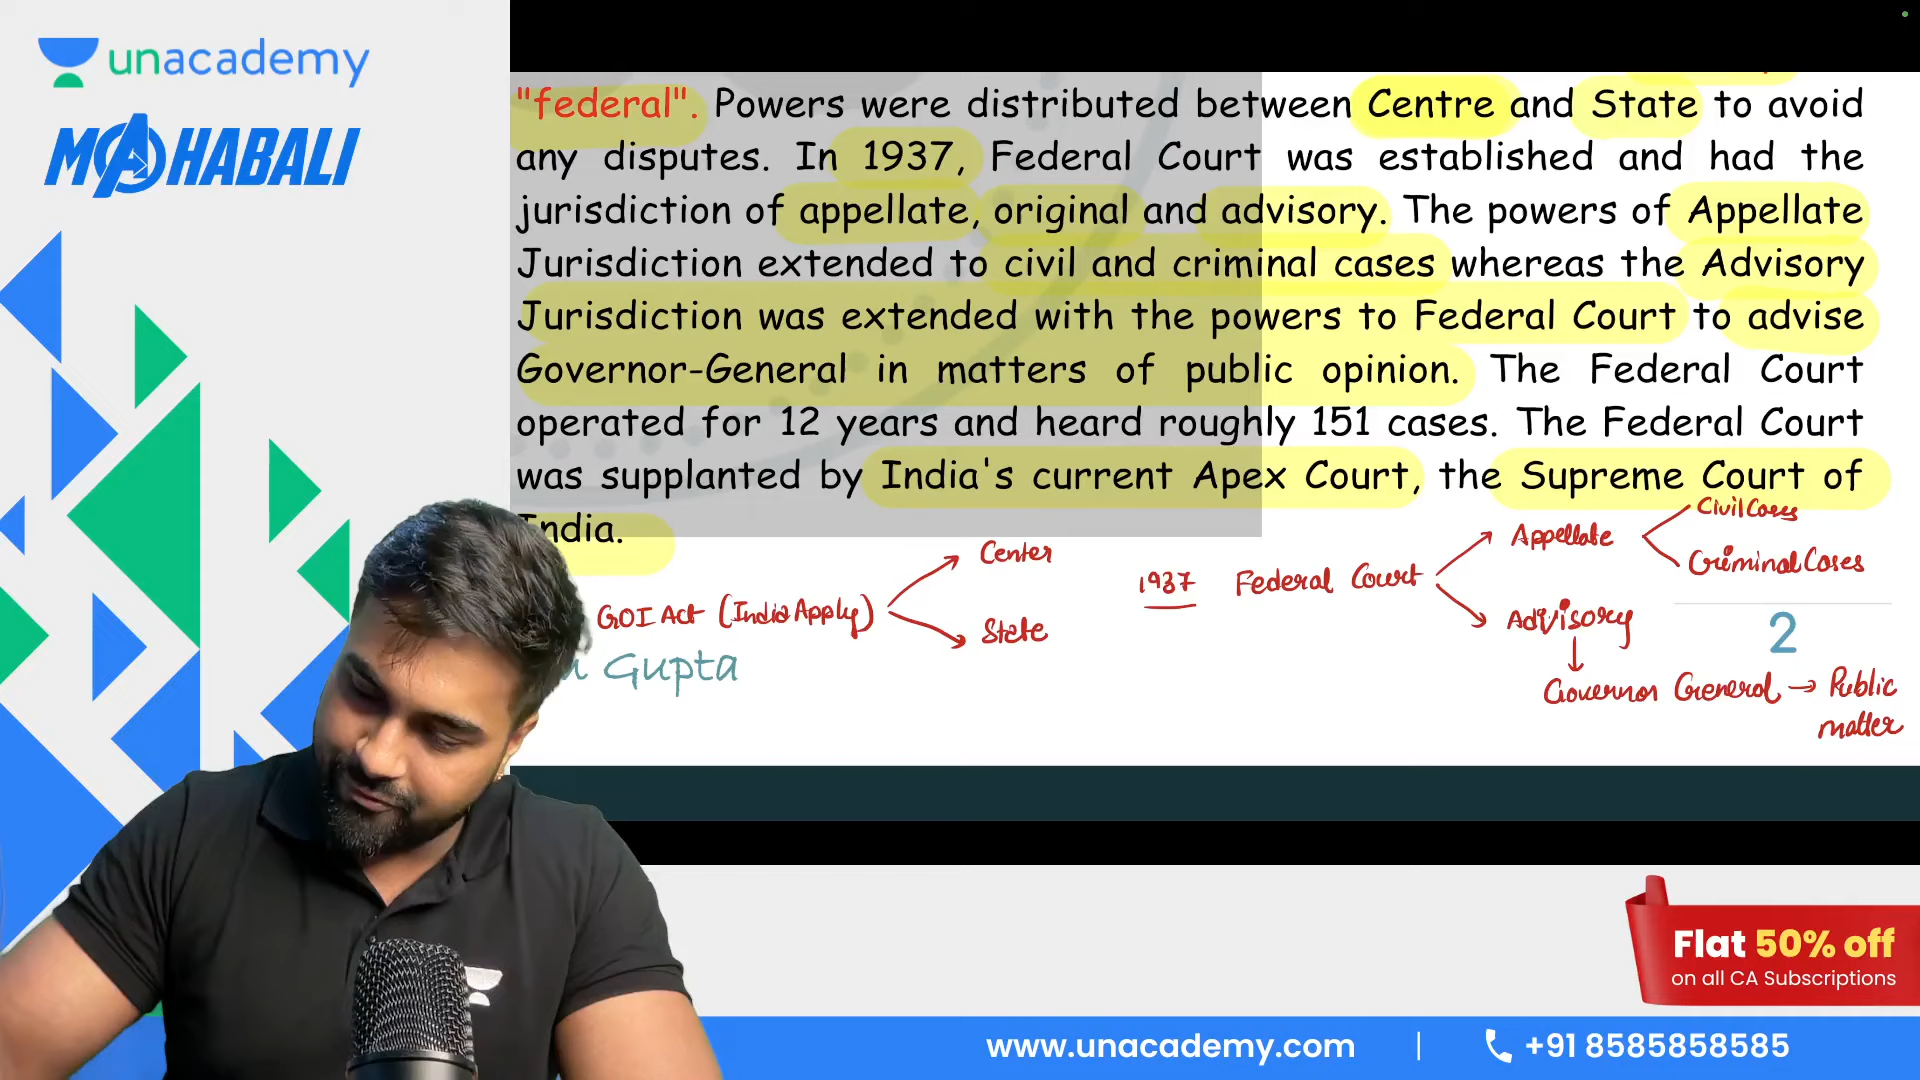 unacademy
MAHABALI
"federal". Powers were distributed between Centre and State to avoid
any disputes. In 1937, Federal Court was established and had the
jurisdiction of appellate, original and advisory. The powers of Appellate
Jurisdiction extended to civil and criminal cases whereas the Advisory
Jurisdiction was extended with the powers to Federal Court to advise
Governor-General in matters of public opinion. The Federal Court
operated for 12 years and heard roughly 151 cases. The Federal Court
was supplanted by India's current Apex Court, the Supreme Court of
India.
GOI Act (India Apply)
Center
State
1937 Federal Court
Appellate
Civil Cases
Criminal Cases
Advisory
Governor General → Public
matter
2
Gupta
Flat 50% off
on all CA Subscriptions
www.unacademy.com | +91 8585858585